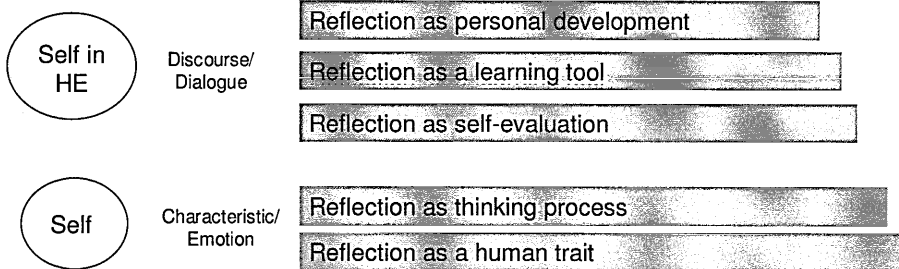 Self in
HE
Discourse/
Dialogue
Reflection as personal development
Reflection as a learning tool
Reflection as self-evaluation
Self
Characteristic/
Emotion
Reflection as thinking process
Reflection as a human trait